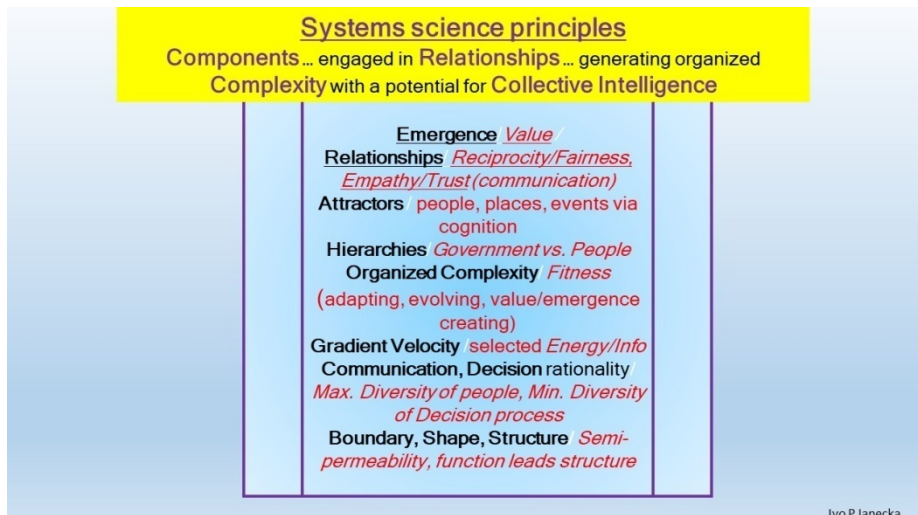 Systems science principles
Components... engaged in Relationships... generating organized
Complexity with a potential for Collective Intelligence
Emergence/ Value /
Relationships/ Reciprocity/Fairness,
Empathy/Trust (communication)
Attractors/ people, places, events via
cognition
Hierarchies/ Government vs. People
Organized Complexity/ Fitness
(adapting, evolving, value/emergence
creating)
Gradient Velocity /selected Energy/Info
Communication, Decision rationality/
Max. Diversity of people, Min. Diversity
of Decision process
Boundary, Shape, Structure/ Semi-
permeability, function leads structure
Ivo P Janecka